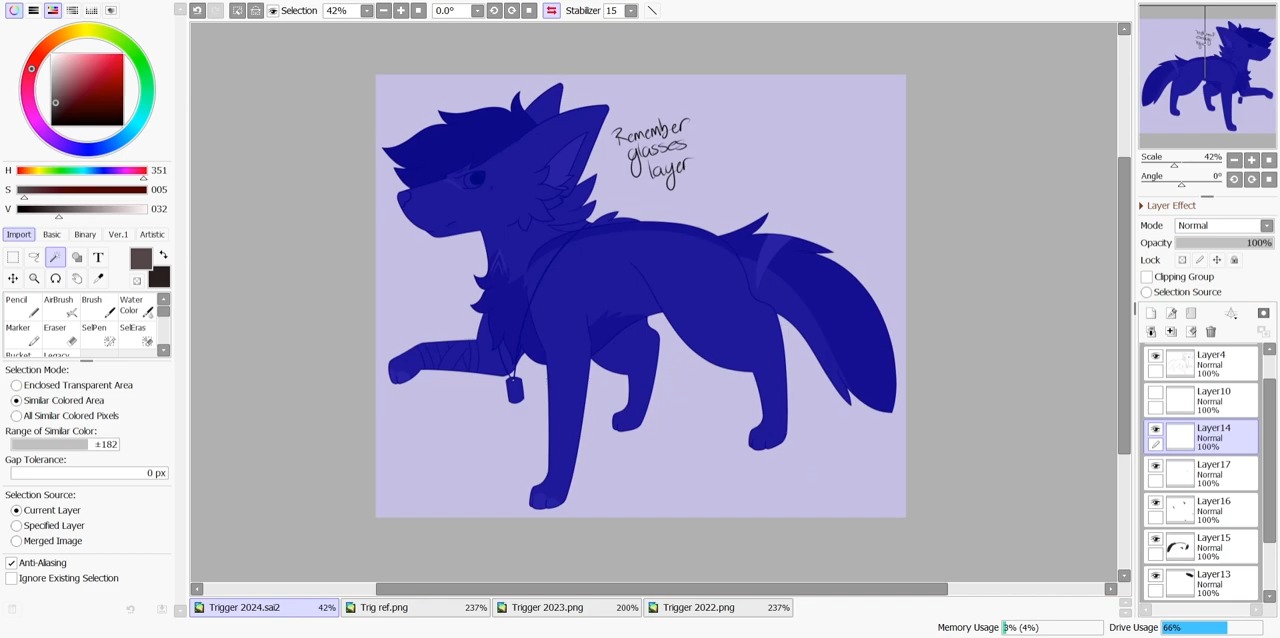 Selection
42%
0.0°
Stabilizer 15
H 351
S 005
V 032
Import Basic Binary Ver.1 Artistic
T
Pencil AirBrush Brush Water Color
Marker Eraser SelPen SelEras
Bucket Legacy
Selection Mode:
Enclosed Transparent Area
Similar Colored Area
All Similar Colored Pixels
Range of Similar Color:
±182
Gap Tolerance:
0 px
Selection Source:
Current Layer
Specified Layer
Merged Image
Anti-Aliasing
Ignore Existing Selection
Remember
glasses
layer
Trigger 2024.sai2 42%
Trig ref.png 237%
Trigger 2023.png 200%
Trigger 2022.png 237%
Scale 42%
Angle 0°
Layer Effect
Mode Normal
Opacity 100%
Lock
Clipping Group
Selection Source
Layer4
Normal
100%
Layer10
Normal
100%
Layer14
Normal
100%
Layer17
Normal
100%
Layer16
Normal
100%
Layer15
Normal
100%
Layer13
Normal
100%
Memory Usage 3% (4%)
Drive Usage 66%